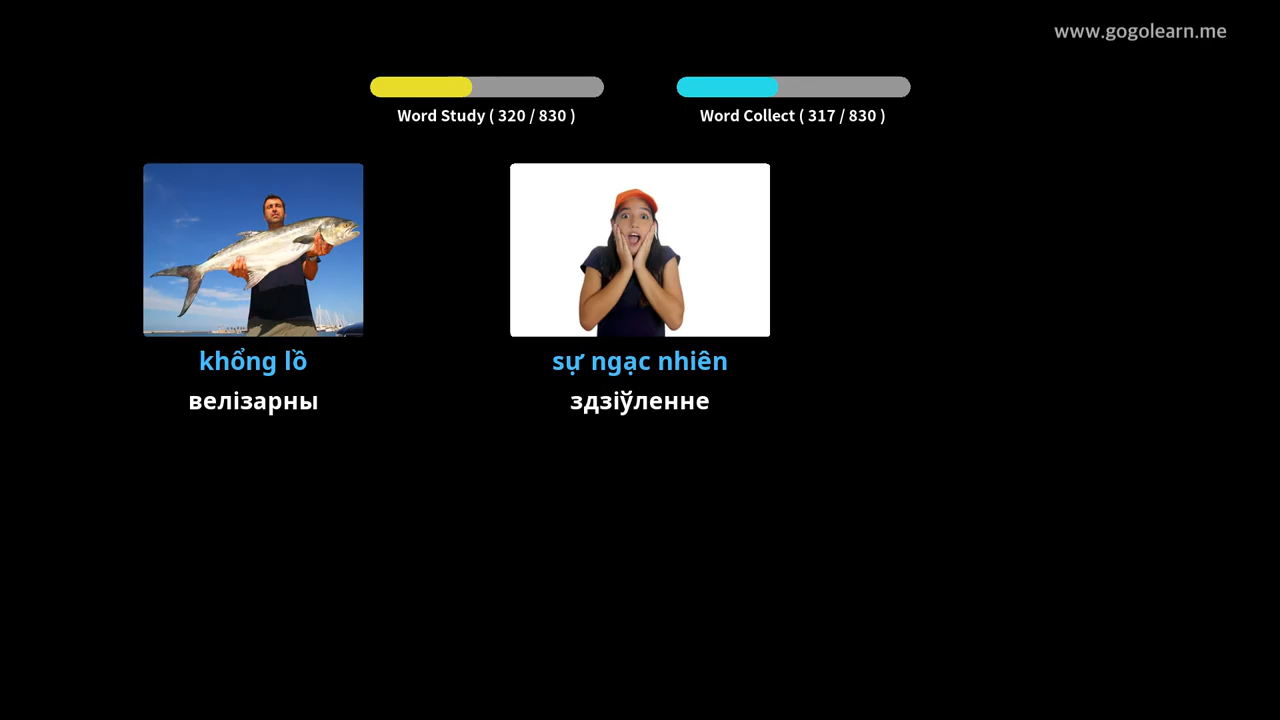 www.gogolearn.me
Word Study ( 320 / 830 )
Word Collect ( 317 / 830 )
khổng lồ
велізарны
sự ngạc nhiên
здзіўленне